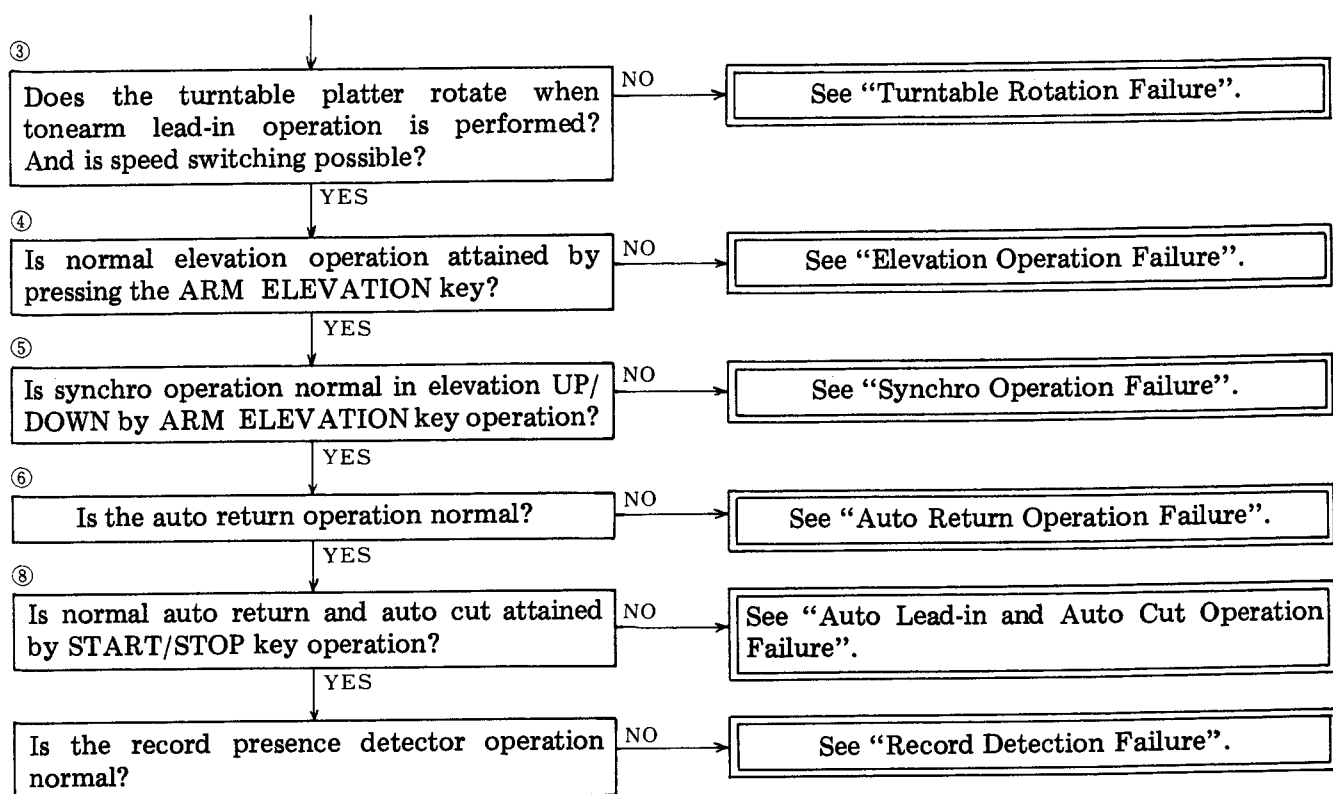 ③
Does the turntable platter rotate when
tonearm lead-in operation is performed?
And is speed switching possible?
NO
See “Turntable Rotation Failure”.
YES
④
Is normal elevation operation attained by
pressing the ARM ELEVATION key?
NO
See “Elevation Operation Failure”.
YES
⑤
Is synchro operation normal in elevation UP/
DOWN by ARM ELEVATION key operation?
NO
See “Synchro Operation Failure”.
YES
⑥
Is the auto return operation normal?
NO
See “Auto Return Operation Failure”.
YES
⑧
Is normal auto return and auto cut attained
by START/STOP key operation?
NO
See “Auto Lead-in and Auto Cut Operation
Failure”.
YES
Is the record presence detector operation
normal?
NO
See “Record Detection Failure”.